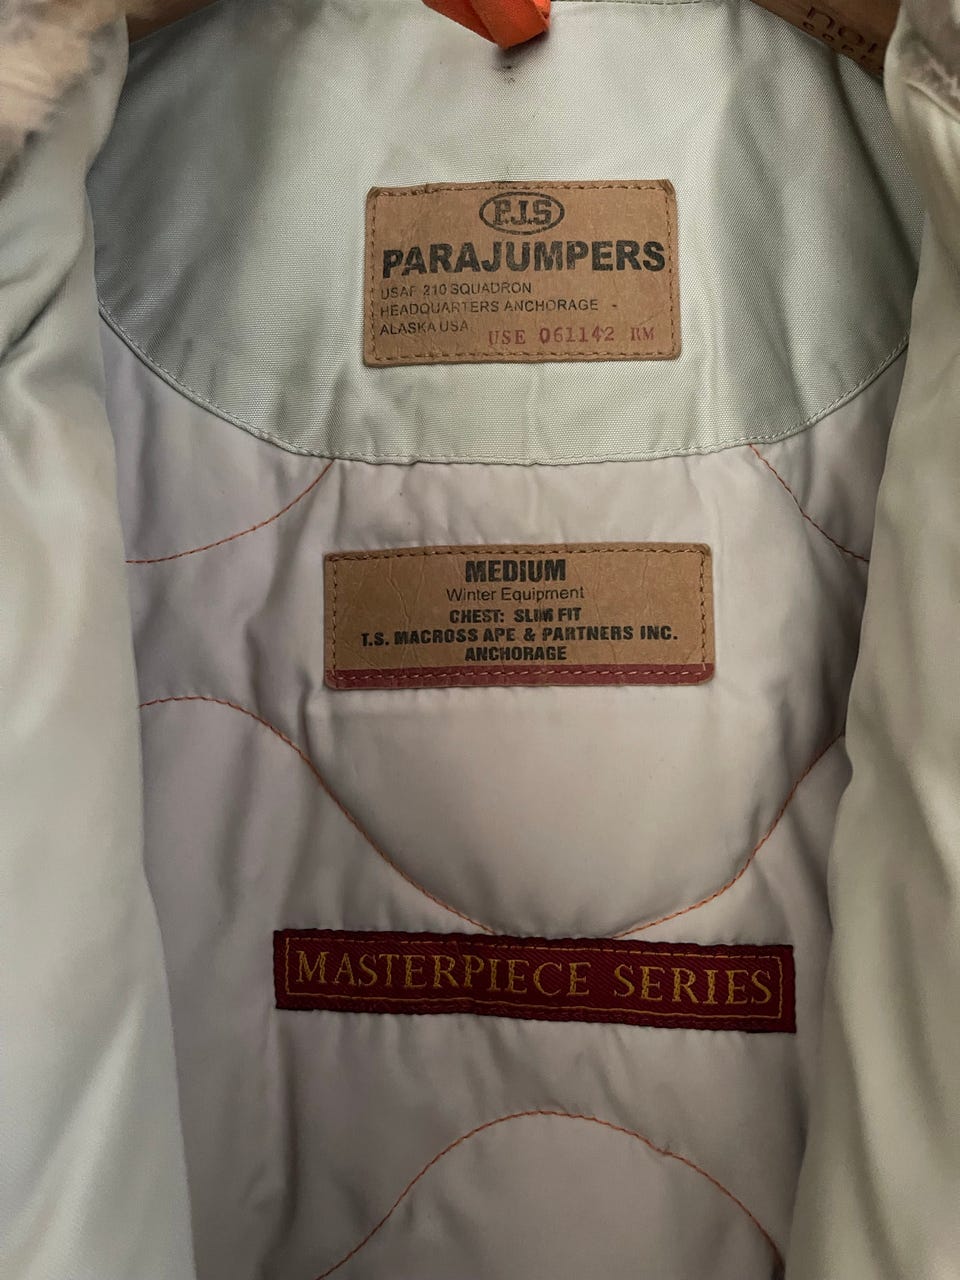 P.J.S
PARAJUMPERS
USAF 210 SQUADRON
HEADQUARTERS ANCHORAGE -
ALASKA USA
USE 061142 RM
MEDIUM
Winter Equipment
CHEST: SLIM FIT
T.S. MACROSS APE & PARTNERS INC.
ANCHORAGE
MASTERPIECE SERIES